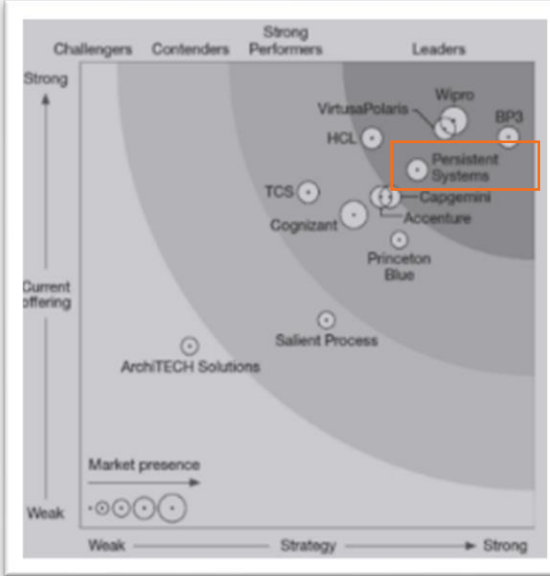 Strong
Challengers Contenders Performers Leaders
Strong
Wipro
VirtusaPolaris
BP3
HCL
Persistent
Systems
TCS
Capgemini
Cognizant
Accenture
Princeton
Blue
Current
offering
Salient Process
ArchiTECH Solutions
Market presence
Weak
Weak Strategy Strong